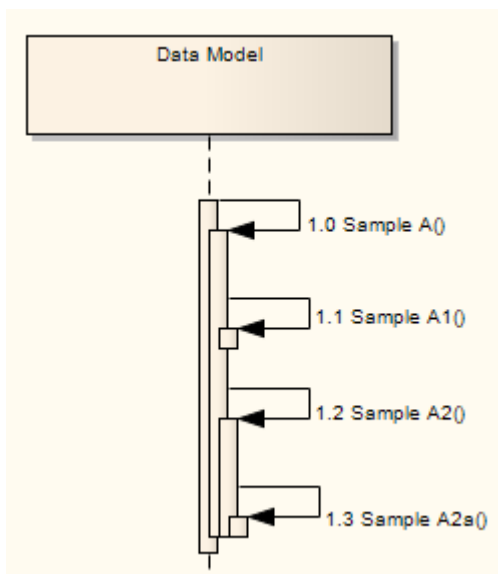 Data Model
1.0 Sample A()
1.1 Sample A1()
1.2 Sample A2()
1.3 Sample A2a()